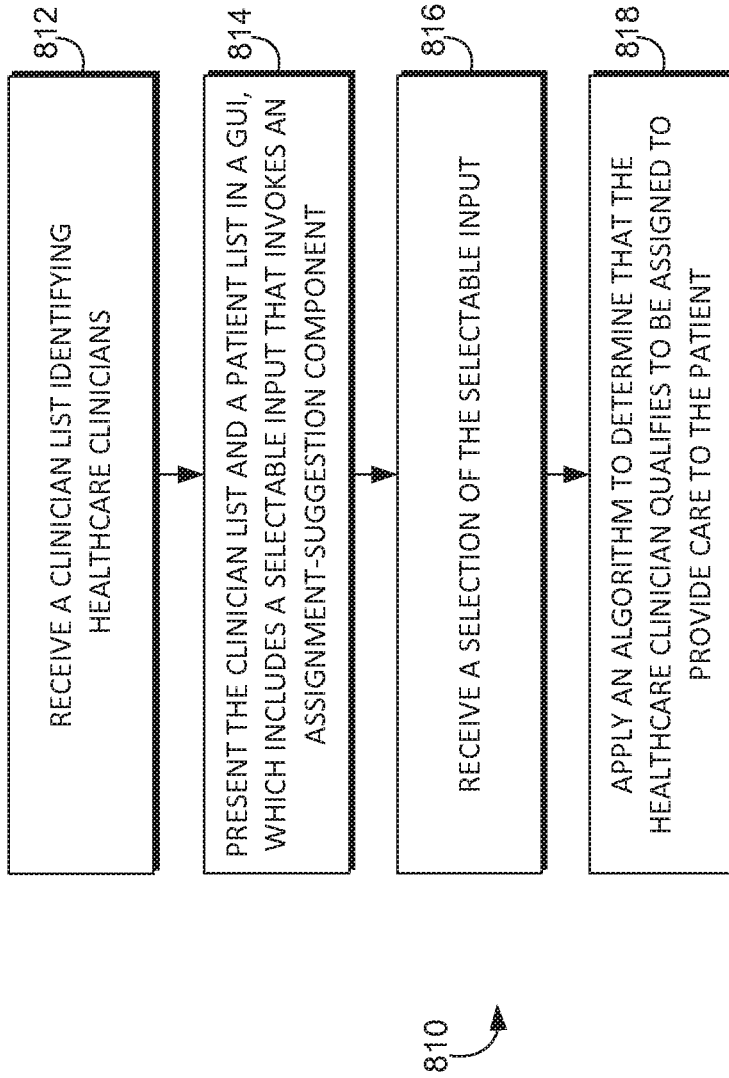 812
RECEIVE A CLINICIAN LIST IDENTIFYING
HEALTHCARE CLINICIANS
814
PRESENT THE CLINICIAN LIST AND A PATIENT LIST IN A GUI,
WHICH INCLUDES A SELECTABLE INPUT THAT INVOKES AN
ASSIGNMENT-SUGGESTION COMPONENT
816
RECEIVE A SELECTION OF THE SELECTABLE INPUT
818
APPLY AN ALGORITHM TO DETERMINE THAT THE
HEALTHCARE CLINICIAN QUALIFIES TO BE ASSIGNED TO
PROVIDE CARE TO THE PATIENT
810